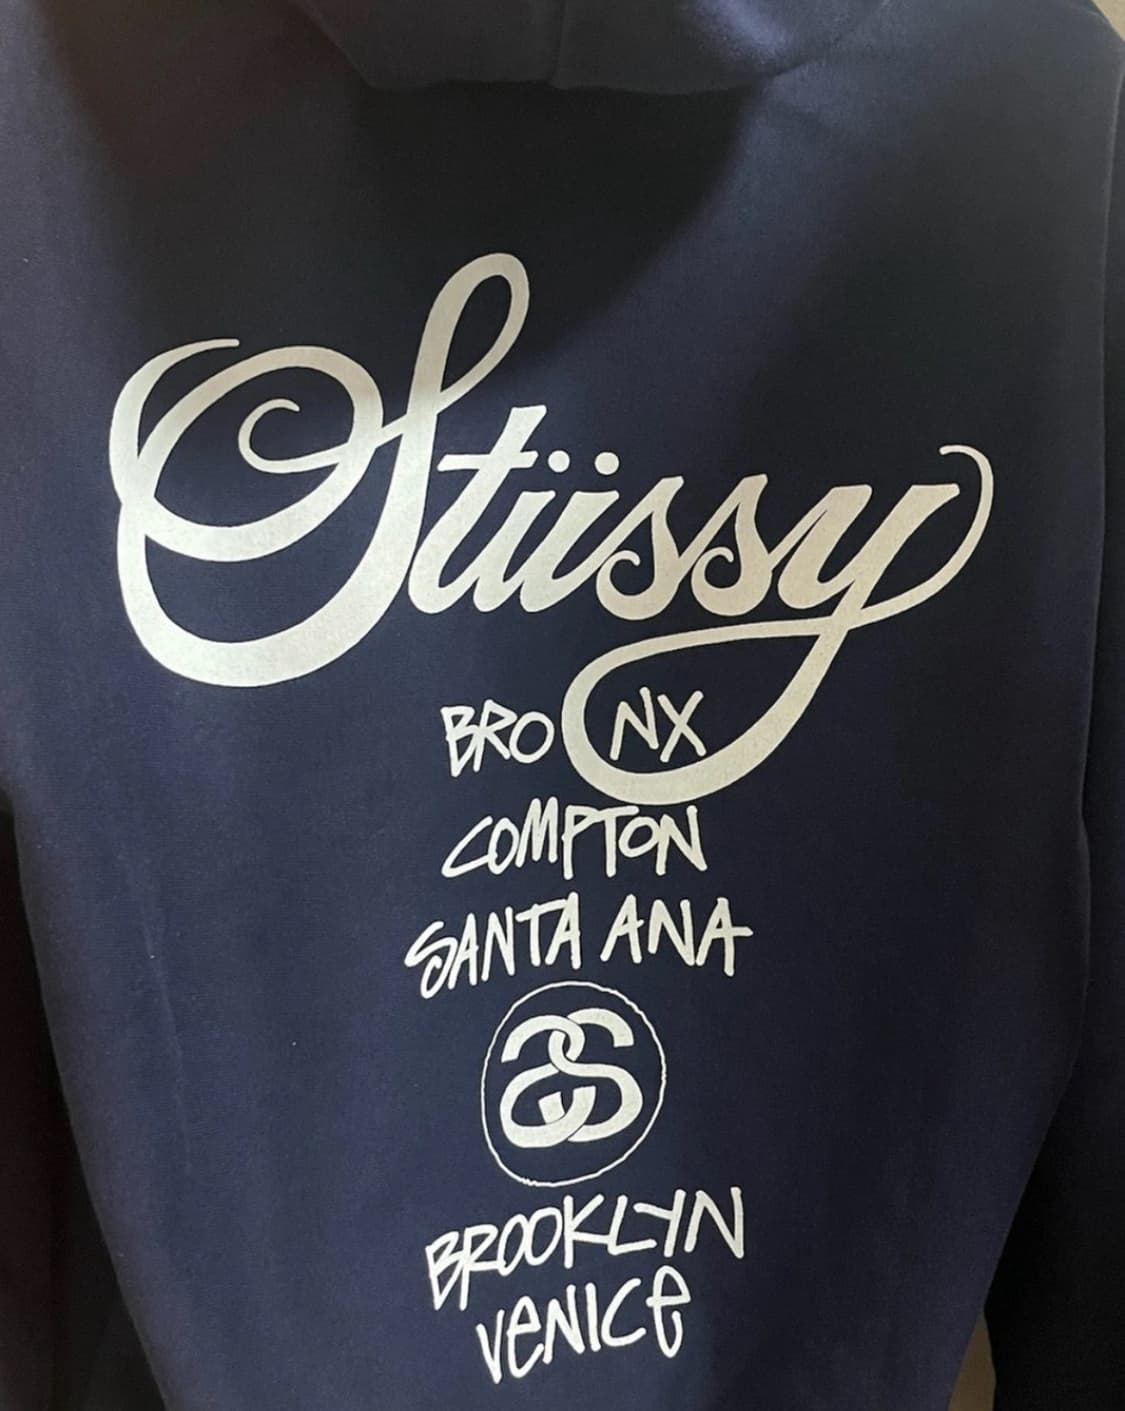 Stüssy
BRONX
COMPTON
SANTA ANA
SS
BROOKLYN
VENICE